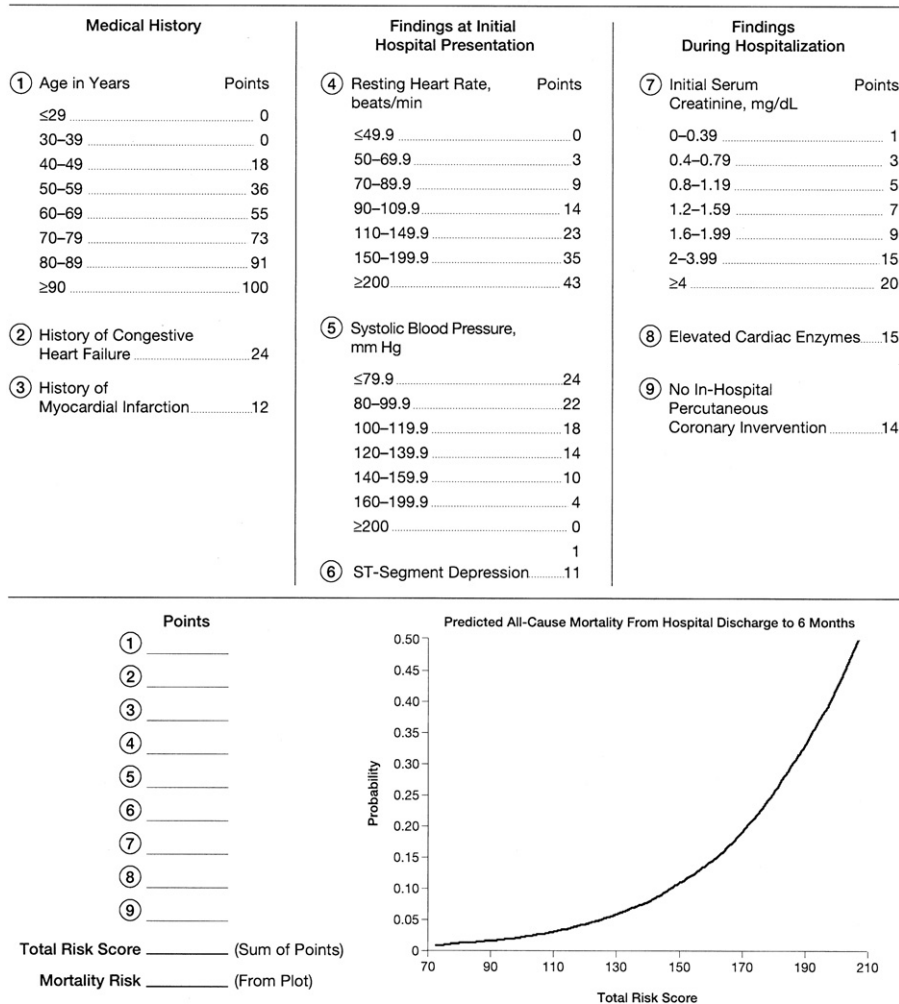 Medical History
① Age in Years Points
≤29 0
30–39 0
40–49 18
50–59 36
60–69 55
70–79 73
80–89 91
≥90 100
② History of Congestive
Heart Failure 24
③ History of
Myocardial Infarction 12
Findings at Initial
Hospital Presentation
④ Resting Heart Rate, Points
beats/min
≤49.9 0
50–69.9 3
70–89.9 9
90–109.9 14
110–149.9 23
150–199.9 35
≥200 43
⑤ Systolic Blood Pressure,
mm Hg
≤79.9 24
80–99.9 22
100–119.9 18
120–139.9 14
140–159.9 10
160–199.9 4
≥200 0
1
⑥ ST-Segment Depression 11
Findings
During Hospitalization
⑦ Initial Serum Points
Creatinine, mg/dL
0–0.39 1
0.4–0.79 3
0.8–1.19 5
1.2–1.59 7
1.6–1.99 9
2–3.99 15
≥4 20
⑧ Elevated Cardiac Enzymes 15
⑨ No In-Hospital
Percutaneous
Coronary Invervention 14
Points
①
②
③
④
⑤
⑥
⑦
⑧
⑨
Total Risk Score (Sum of Points)
Mortality Risk (From Plot)
Predicted All-Cause Mortality From Hospital Discharge to 6 Months
0.50
0.45
0.40
0.35
0.30
0.25
0.20
0.15
0.10
0.05
0
Probability
70 90 110 130 150 170 190 210
Total Risk Score